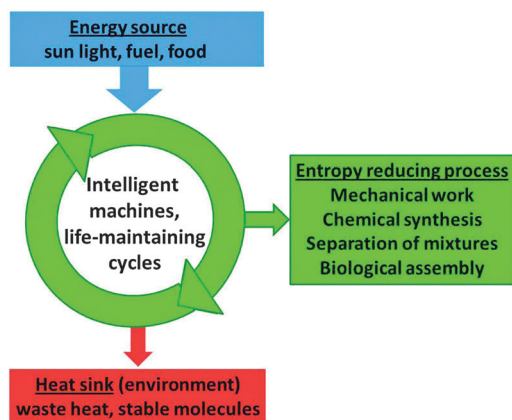 Energy source
sun light, fuel, food
Intelligent
machines,
life-maintaining
cycles
Entropy reducing process
Mechanical work
Chemical synthesis
Separation of mixtures
Biological assembly
Heat sink (environment)
waste heat, stable molecules